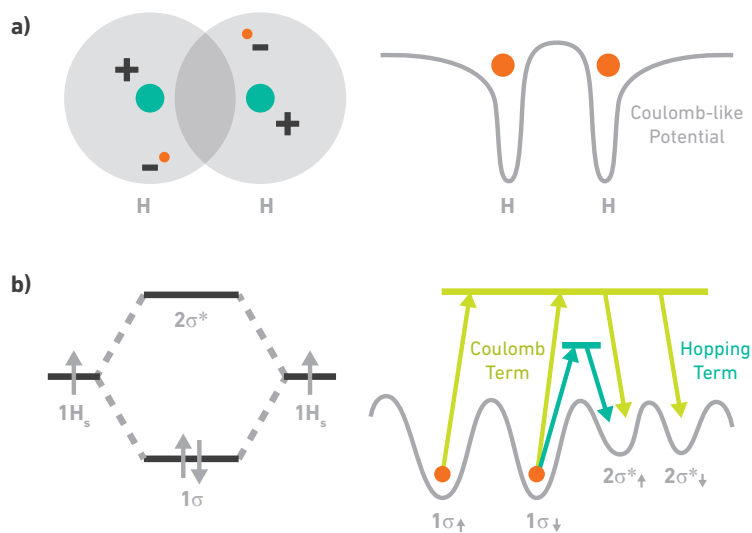 a)
+
−
−
+
H
H
Coulomb-like
Potential
H
H
b)
2σ*
1Hₛ
1Hₛ
1σ
Coulomb
Term
Hopping
Term
1σ↑
1σ↓
2σ*↑
2σ*↓